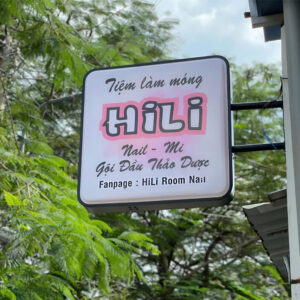 Tiệm làm móng
HiLi
Nail - Mi
Gội Đầu Thảo Dược
Fanpage : HiLi Room Nail